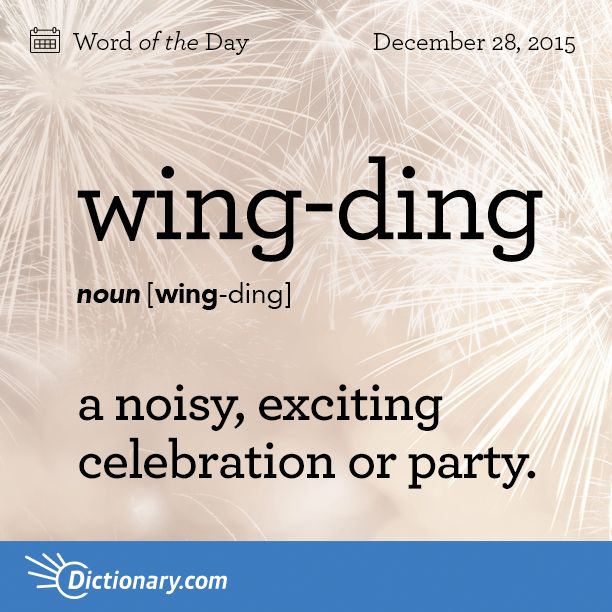 Word of the Day
December 28, 2015
wing-ding
noun [wing-ding]
a noisy, exciting
celebration or party.
Dictionary.com